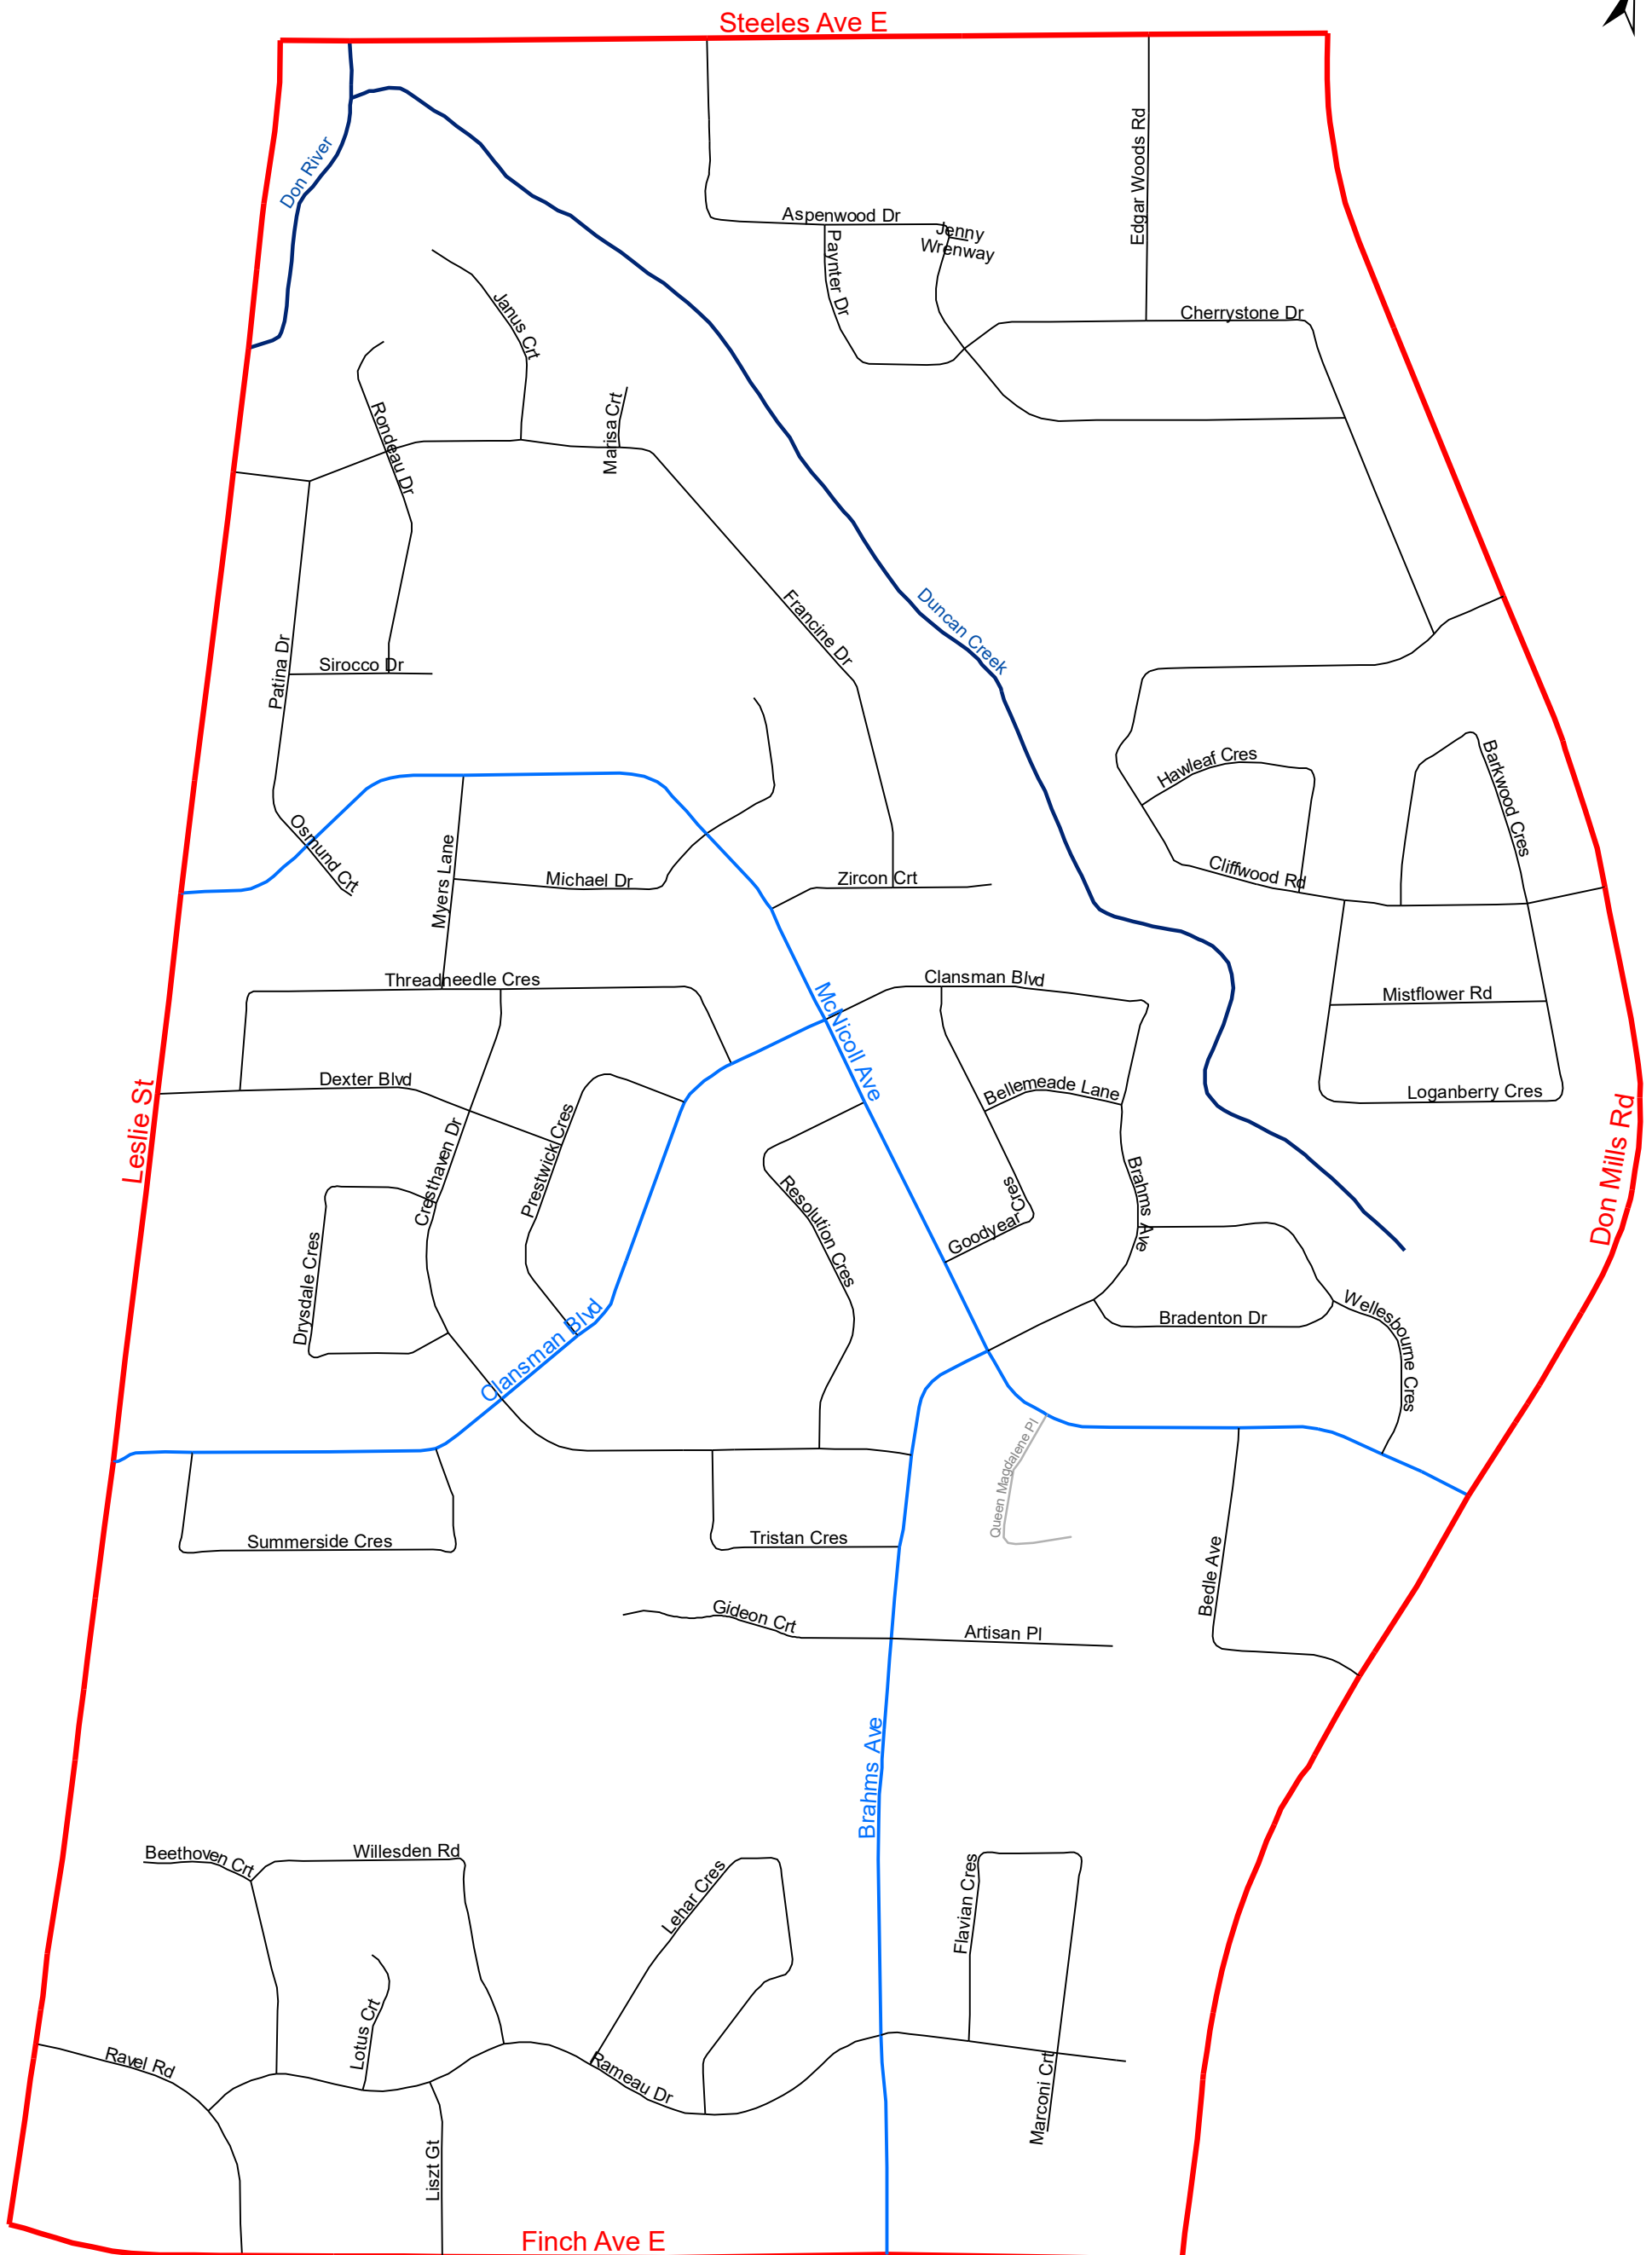 Steeles Ave E
Don River
Edgar Woods Rd
Aspenwood Dr
Jenny
Wrenway
Paynter Dr
Cherrystone Dr
Janus Crt
Marisa Crt
Rondeau Dr
Duncan Creek
Francine Dr
Patina Dr
Sirocco Dr
Hawleaf Cres
Barkwood Cres
Osmund Crt
Myers Lane
Michael Dr
Zircon Crt
Cliffwood Rd
Threadneedle Cres
Clansman Blvd
McNicoll Ave
Mistflower Rd
Dexter Blvd
Bellemeade Lane
Loganberry Cres
Leslie St
Don Mills Rd
Cresthaven Dr
Prestwick Cres
Resolution Cres
Goodyear
Cres
Brahms Ave
Drysdale Cres
Clansman Blvd
Bradenton Dr
Wellesbourne Cres
Queen Magdalene Pl
Summerside Cres
Tristan Cres
Bedle Ave
Gideon Crt
Artisan Pl
Brahms Ave
Beethoven Crt
Willesden Rd
Lehar Cres
Flavian Cres
Lotus Crt
Ravel Rd
Rameau Dr
Marconi Crt
Liszt Gt
Finch Ave E